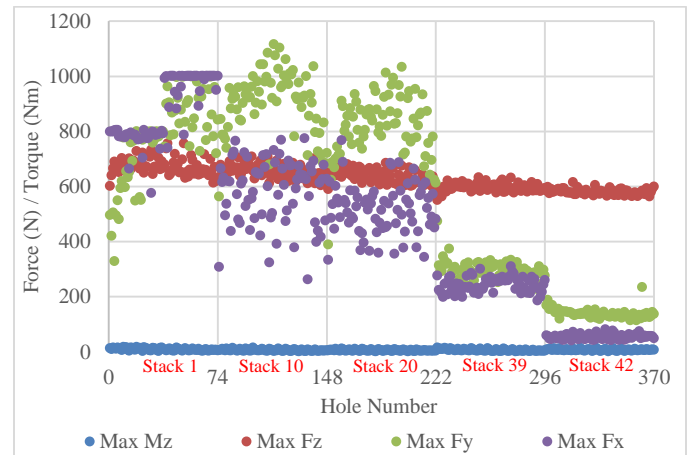 1200
1000
800
600
400
200
0
Force (N) / Torque (Nm)
Stack 1 Stack 10 Stack 20 Stack 39 Stack 42
0 74 148 222 296 370
Hole Number
Max Mz Max Fz Max Fy Max Fx